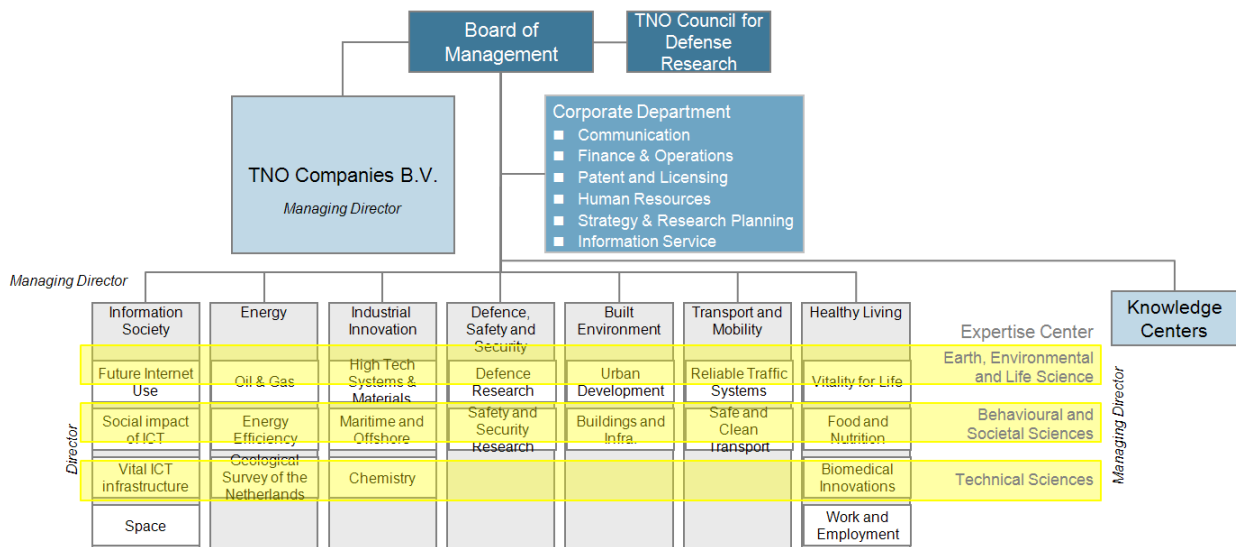 Board of
Management
TNO Council for
Defense
Research
TNO Companies B.V.
Managing Director
Corporate Department
Communication
Finance & Operations
Patent and Licensing
Human Resources
Strategy & Research Planning
Information Service
Managing Director
Information
Society
Energy
Industrial
Innovation
Defence,
Safety and
Security
Built
Environment
Transport and
Mobility
Healthy Living
Knowledge
Centers
Expertise Center
Future Internet
Use
Oil & Gas
High Tech
Systems &
Materials
Defence
Research
Urban
Development
Reliable Traffic
Systems
Vitality for Life
Earth, Environmental
and Life Science
Social impact
of ICT
Energy
Efficiency
Maritime and
Offshore
Safety and
Security
Research
Buildings and
Infra.
Safe and
Clean
Transport
Food and
Nutrition
Behavioural and
Societal Sciences
Director
Managing Director
Vital ICT
infrastructure
Geological
Survey of the
Netherlands
Chemistry
Biomedical
Innovations
Technical Sciences
Space
Work and
Employment